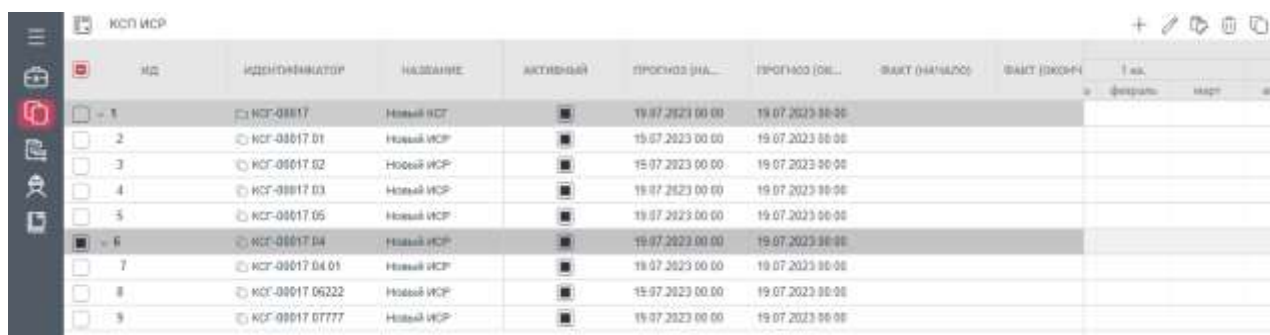 КСП ИСР
ИД ИДЕНТИФИКАТОР НАЗВАНИЕ АКТИВНЫЙ ПРОГНОЗ (НА... ПРОГНОЗ (ОК... ФАКТ (НАЧАЛО) ФАКТ (ОКОНЧ 1 кв.
февраль март
1 КСГ-00017 Новый КСГ 19.07.2023 00:00 19.07.2023 00:00
2 КСГ-00017.01 Новый ИСР 19.07.2023 00:00 19.07.2023 00:00
3 КСГ-00017.02 Новый ИСР 19.07.2023 00:00 19.07.2023 00:00
4 КСГ-00017.03 Новый ИСР 19.07.2023 00:00 19.07.2023 00:00
5 КСГ-00017.05 Новый ИСР 19.07.2023 00:00 19.07.2023 00:00
6 КСГ-00017.04 Новый ИСР 19.07.2023 00:00 19.07.2023 00:00
7 КСГ-00017.04.01 Новый ИСР 19.07.2023 00:00 19.07.2023 00:00
8 КСГ-00017.06222 Новый ИСР 19.07.2023 00:00 19.07.2023 00:00
9 КСГ-00017.07777 Новый ИСР 19.07.2023 00:00 19.07.2023 00:00